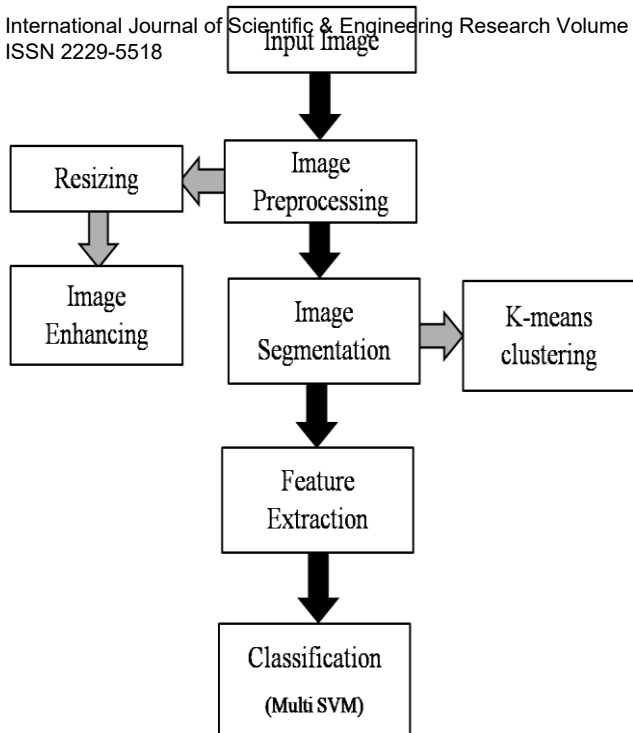 International Journal of Scientific & Engineering Research Volume
ISSN 2229-5518
Input Image
Image
Preprocessing
Resizing
Image
Enhancing
Image
Segmentation
K-means
clustering
Feature
Extraction
Classification
(Multi SVM)